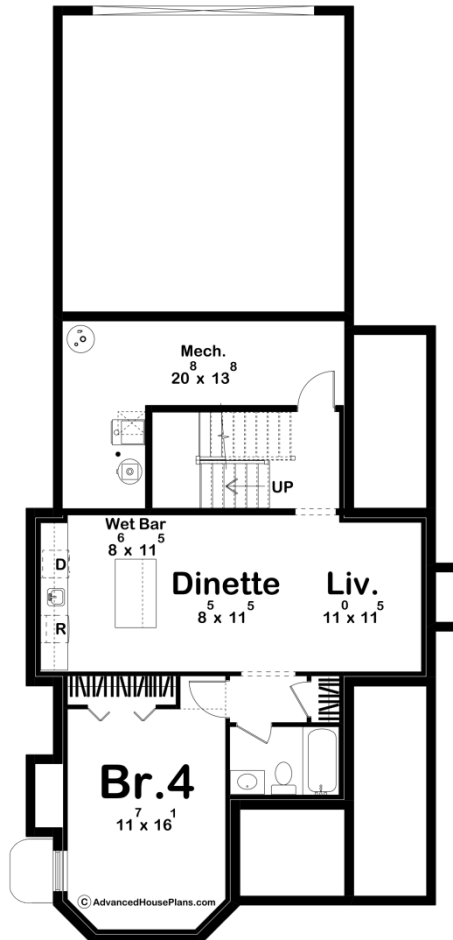 Mech.
20⁸ x 13⁸
UP
Wet Bar
8⁶ x 11⁵
D
R
Dinette
8⁵ x 11⁵
Liv.
11⁰ x 11⁵
Br.4
11⁷ x 16¹
© AdvancedHousePlans.com